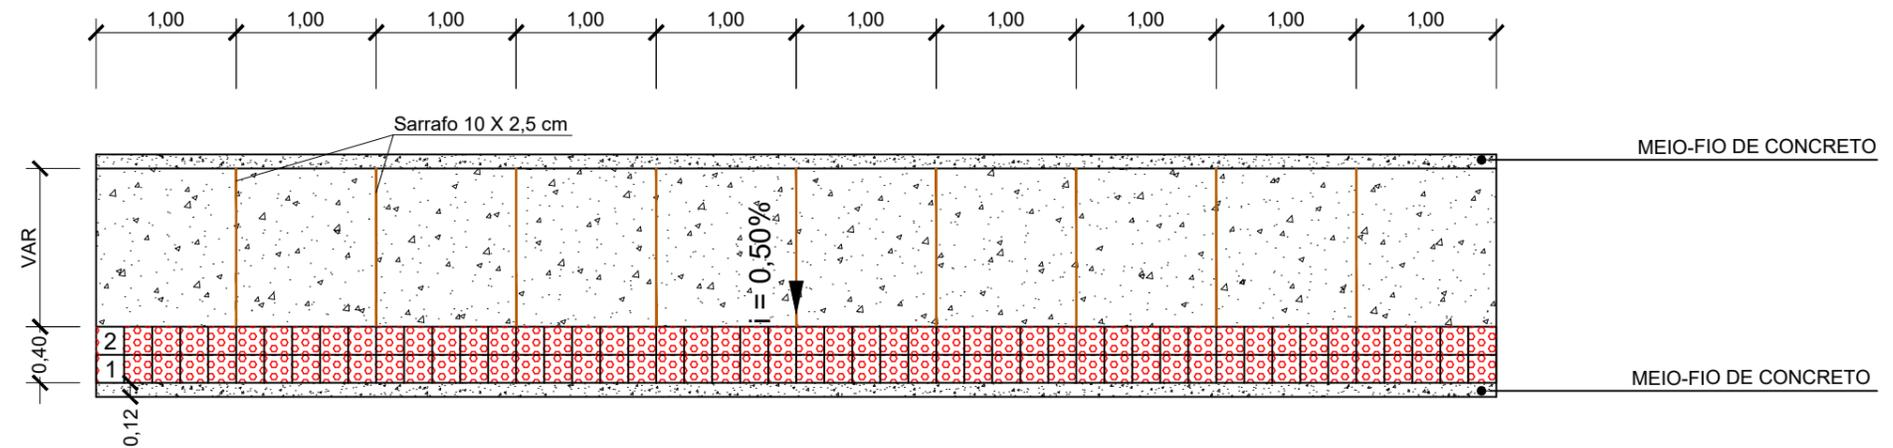 1,00 1,00 1,00 1,00 1,00 1,00 1,00 1,00 1,00 1,00
Sarrafo 10 X 2,5 cm
MEIO-FIO DE CONCRETO
VAR
i = 0,50%
0,40
2
1
MEIO-FIO DE CONCRETO
0,12